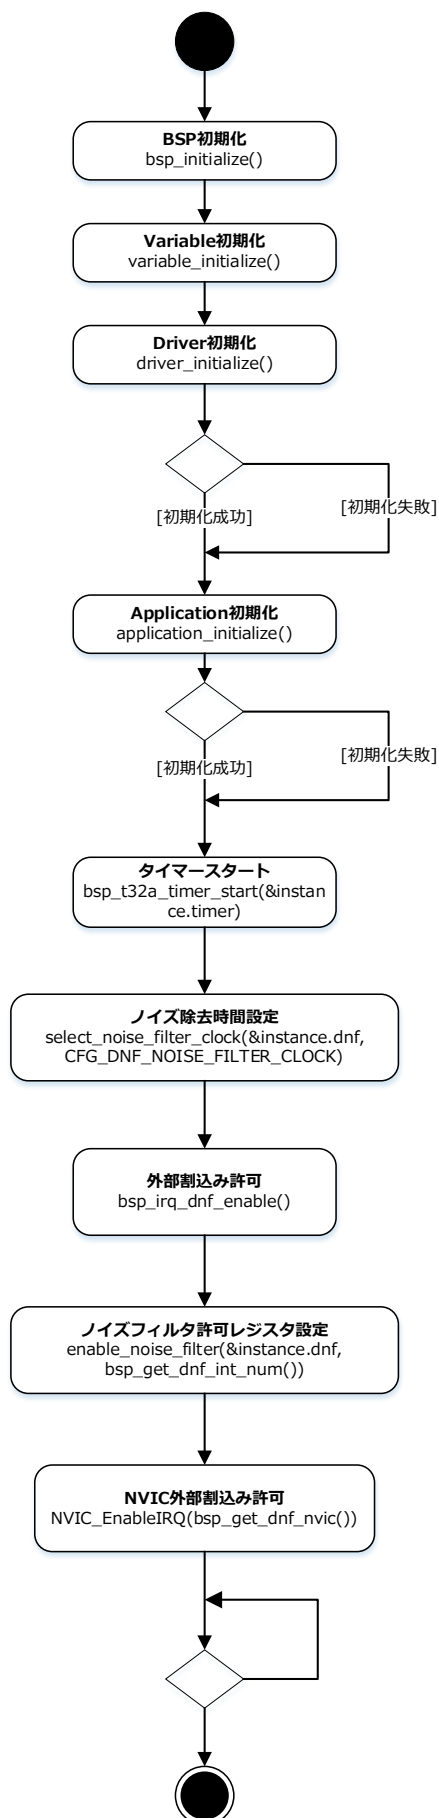 BSP初期化
bsp_initialize()
Variable初期化
variable_initialize()
Driver初期化
driver_initialize()
[初期化成功]
[初期化失敗]
Application初期化
application_initialize()
[初期化成功]
[初期化失敗]
タイマースタート
bsp_t32a_timer_start(&instan
ce.timer)
ノイズ除去時間設定
select_noise_filter_clock(&instance.dnf,
CFG_DNF_NOISE_FILTER_CLOCK)
外部割込み許可
bsp_irq_dnf_enable()
ノイズフィルタ許可レジスタ設定
enable_noise_filter(&instance.dnf,
bsp_get_dnf_int_num())
NVIC外部割込み許可
NVIC_EnableIRQ(bsp_get_dnf_nvic())